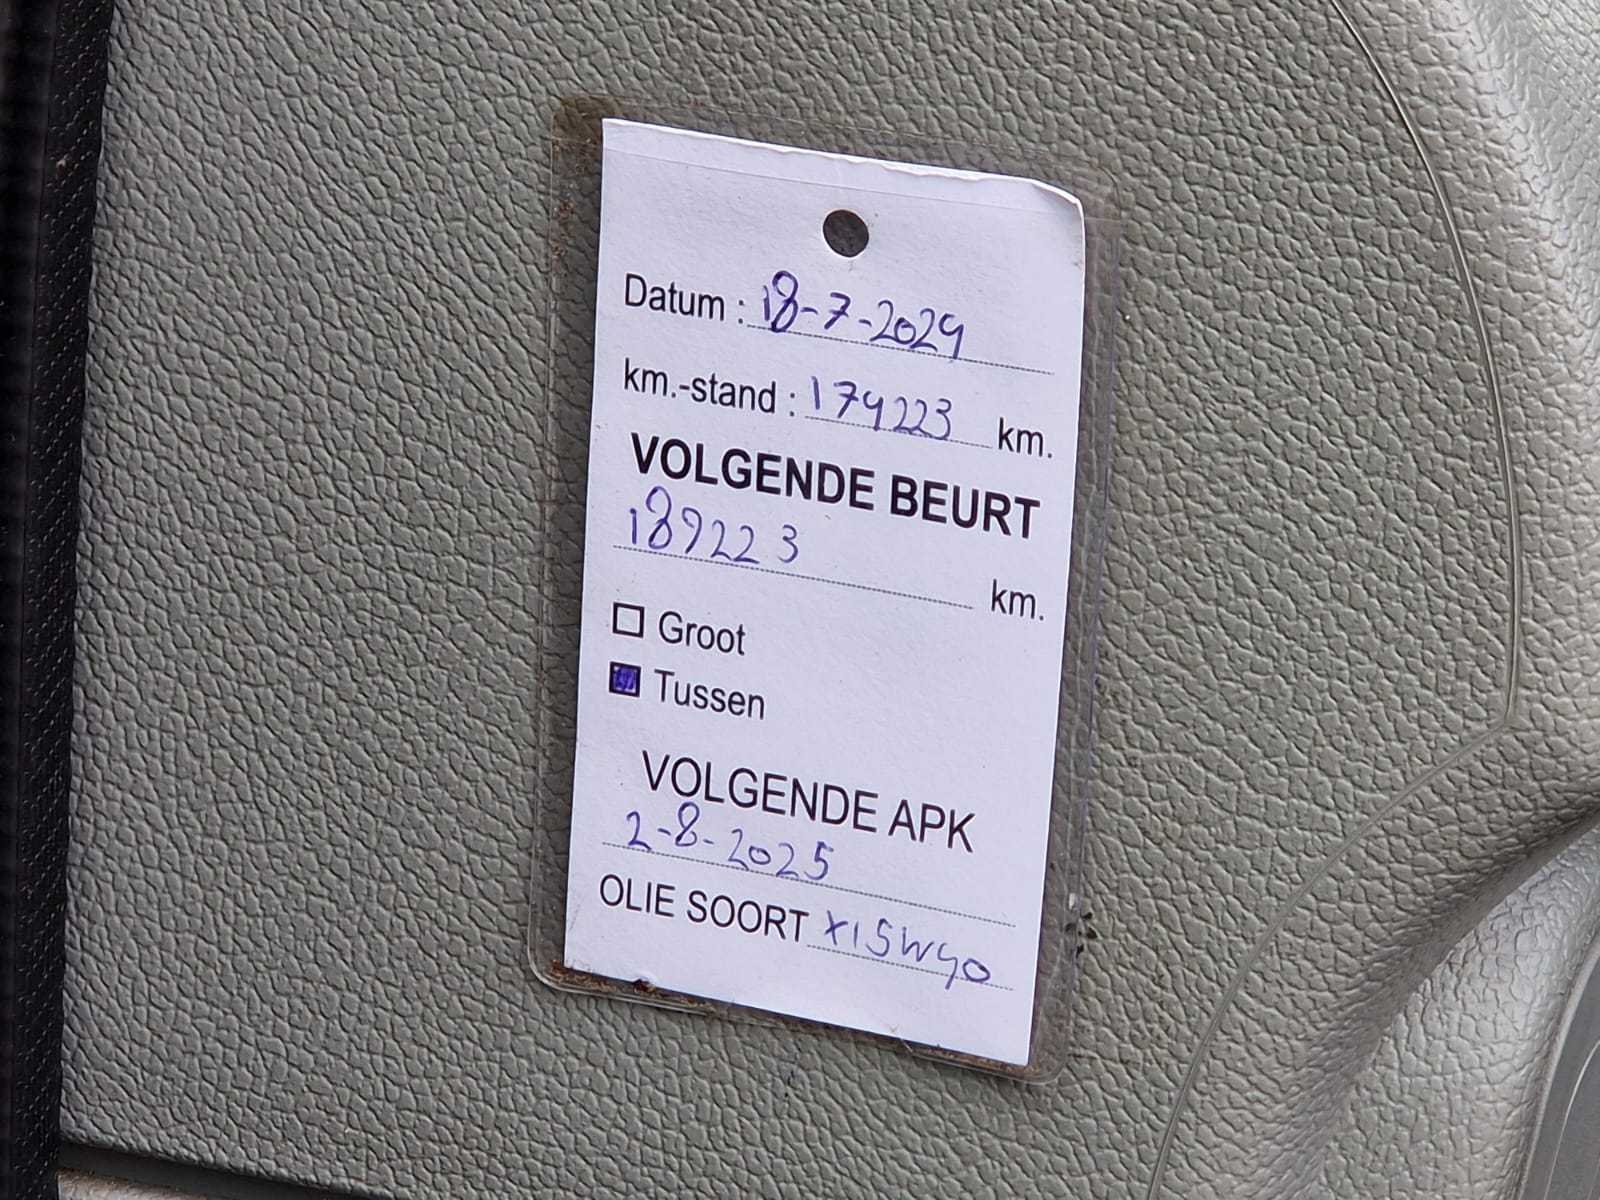 Datum : 18-7-2024
km.-stand : 174223 km.
VOLGENDE BEURT
189223 km.
Groot
Tussen
VOLGENDE APK
2-8-2025
OLIE SOORT x15W40